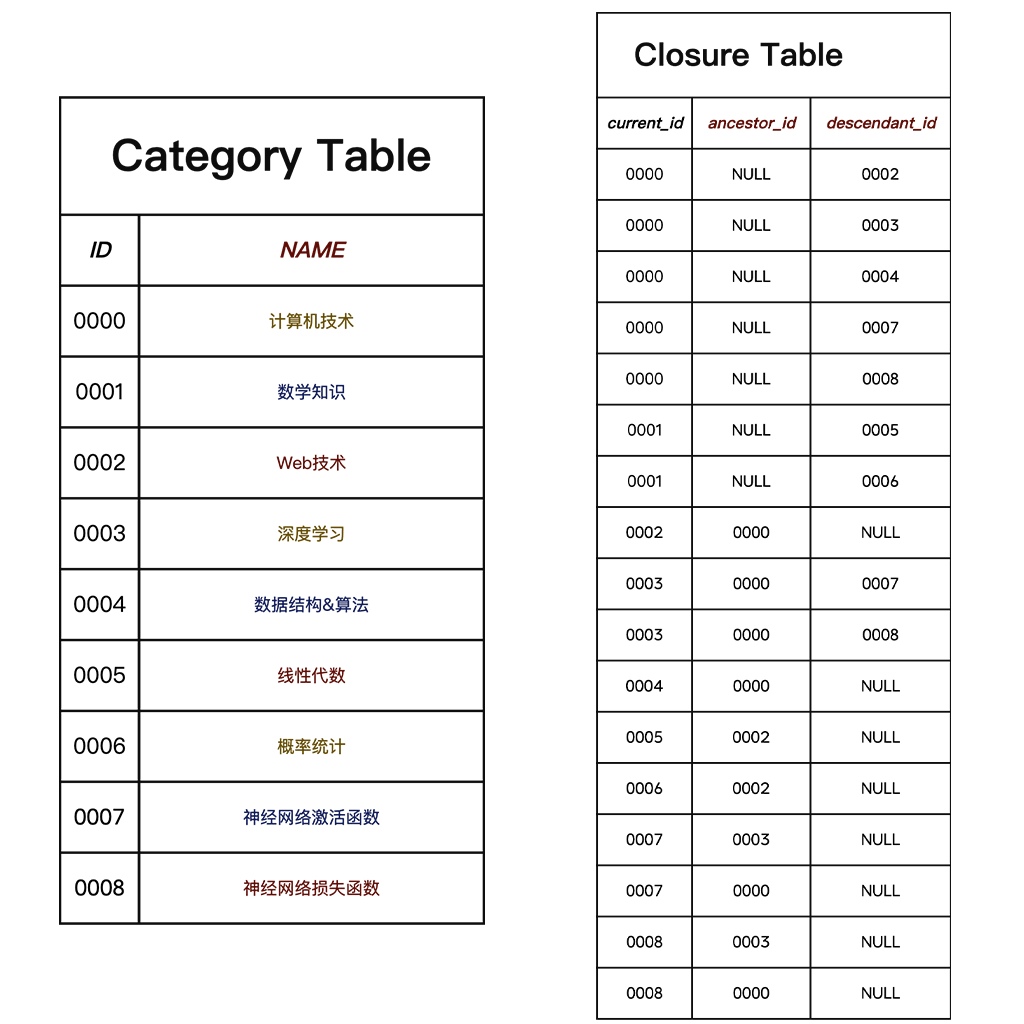 Category Table
ID NAME
0000 计算机技术
0001 数学知识
0002 Web技术
0003 深度学习
0004 数据结构&算法
0005 线性代数
0006 概率统计
0007 神经网络激活函数
0008 神经网络损失函数
Closure Table
current_id ancestor_id descendant_id
0000 NULL 0002
0000 NULL 0003
0000 NULL 0004
0000 NULL 0007
0000 NULL 0008
0001 NULL 0005
0001 NULL 0006
0002 0000 NULL
0003 0000 0007
0003 0000 0008
0004 0000 NULL
0005 0002 NULL
0006 0002 NULL
0007 0003 NULL
0007 0000 NULL
0008 0003 NULL
0008 0000 NULL